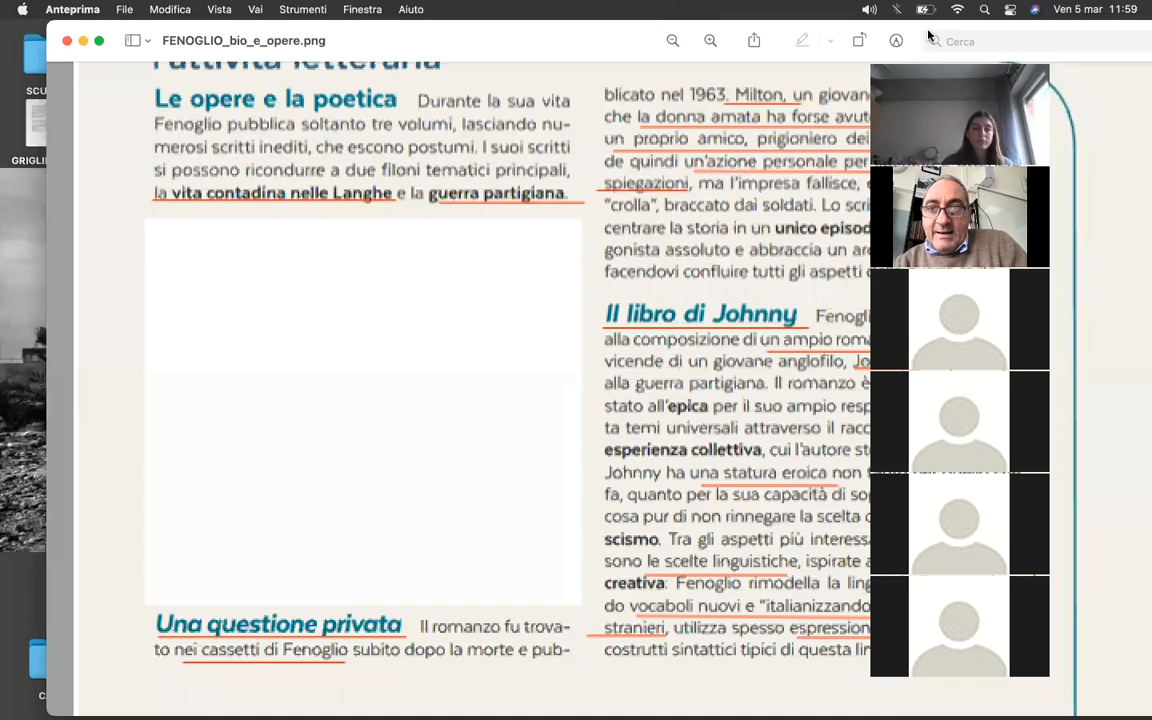 Anteprima File Modifica Vista Vai Strumenti Finestra Aiuto Ven 5 mar 11:59
FENOGLIO_bio_e_opere.png
Cerca
SCU
GRIGLI
C
l'attività letteraria
Le opere e la poetica Durante la sua vita
Fenoglio pubblica soltanto tre volumi, lasciando nu-
merosi scritti inediti, che escono postumi. I suoi scritti
si possono ricondurre a due filoni tematici principali,
la vita contadina nelle Langhe e la guerra partigiana.
Una questione privata Il romanzo fu trova-
to nei cassetti di Fenoglio subito dopo la morte e pub-
blicato nel 1963. Milton, un giovan
che la donna amata ha forse avut
un proprio amico, prigioniero dei
de quindi un'azione personale per
spiegazioni, ma l'impresa fallisce,
"crolla", braccato dai soldati. Lo scri
centrare la storia in un unico episod
gonista assoluto e abbraccia un ar
facendovi confluire tutti gli aspetti
Il libro di Johnny Fenogli
alla composizione di un ampio roma
vicende di un giovane anglofilo, Jo
alla guerra partigiana. Il romanzo è
stato all'epica per il suo ampio resp
ta temi universali attraverso il racc
esperienza collettiva, cui l'autore st
Johnny ha una statura eroica non
fa, quanto per la sua capacità di so
cosa pur di non rinnegare la scelta
scismo. Tra gli aspetti più interess
sono le scelte linguistiche, ispirate a
creativa: Fenoglio rimodella la ling
do vocaboli nuovi e "italianizzando
stranieri, utilizza spesso espression
costrutti sintattici tipici di questa lin